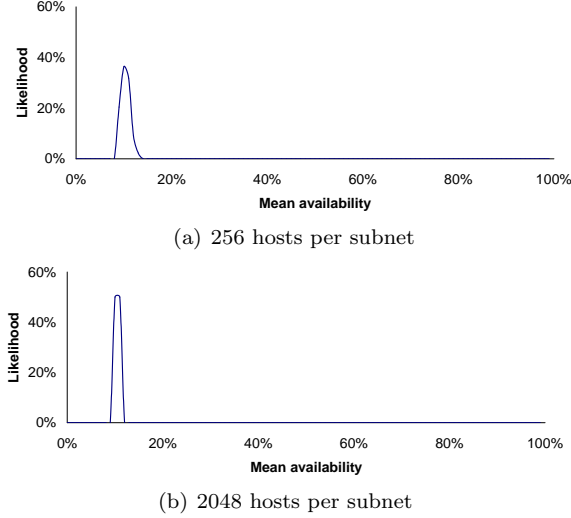 60%
40%
20%
0%
Likelihood
0% 20% 40% 60% 80% 100%
Mean availability
(a) 256 hosts per subnet
60%
40%
20%
0%
Likelihood
0% 20% 40% 60% 80% 100%
Mean availability
(b) 2048 hosts per subnet